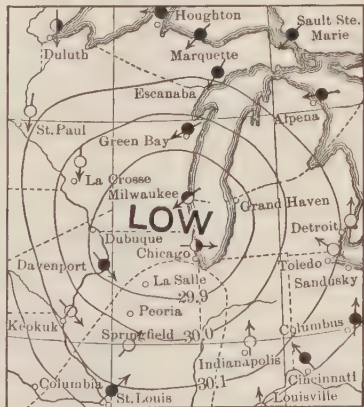 Houghton
Sault Ste.
Marie
Duluth
Marquette
Escanaba
Alpena
St. Paul
Green Bay
La Crosse
Milwaukee
Grand Haven
LOW
Detroit
Dubuque
Chicago
Davenport
Toledo
La Salle
Sandusky
29.9
Peoria
Keokuk
Springfield
30.0
Columbus
Indianapolis
Columbia
30.1
Cincinnati
St. Louis
Louisville